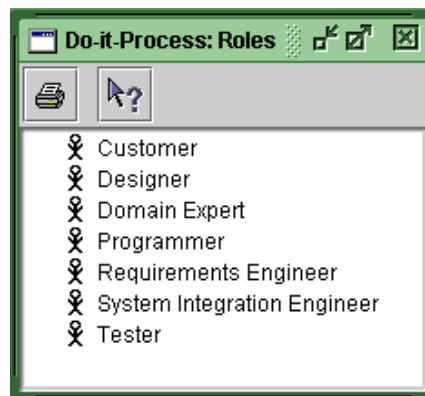 Do-it-Process: Roles
?
Customer
Designer
Domain Expert
Programmer
Requirements Engineer
System Integration Engineer
Tester